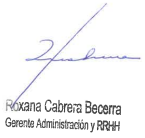 Roxana Cabrera Becerra
Gerente Administración y RRHH